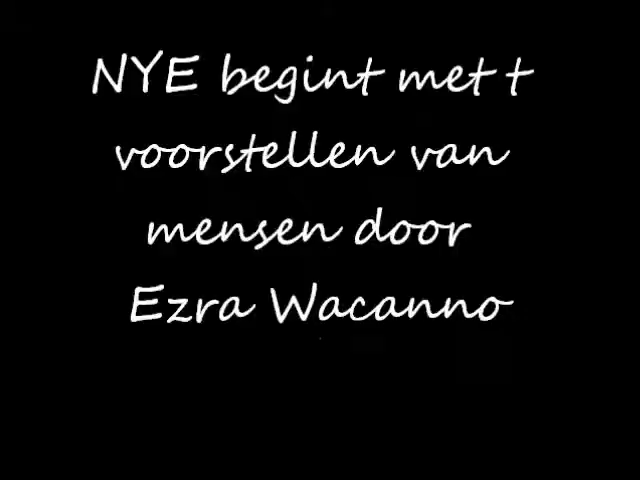 NYE begint met t
voorstellen van
mensen door
Ezra Wacanno